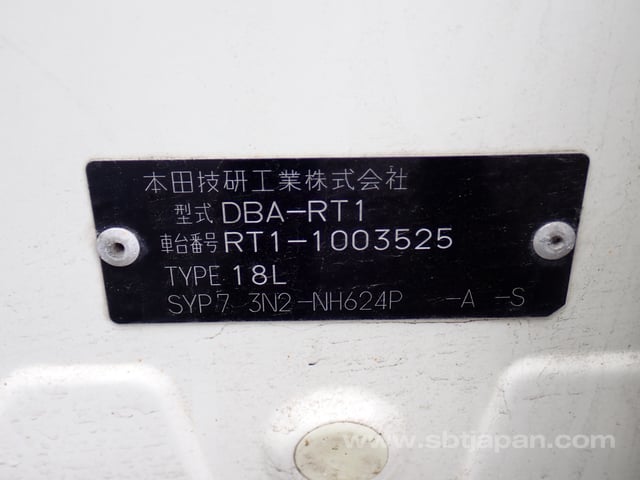 本田技研工業株式会社
型式 DBA-RT1
車台番号 RT1-1003525
TYPE 18L
SYP7 3N2-NH624P -A -S
www.sbtjapan.com